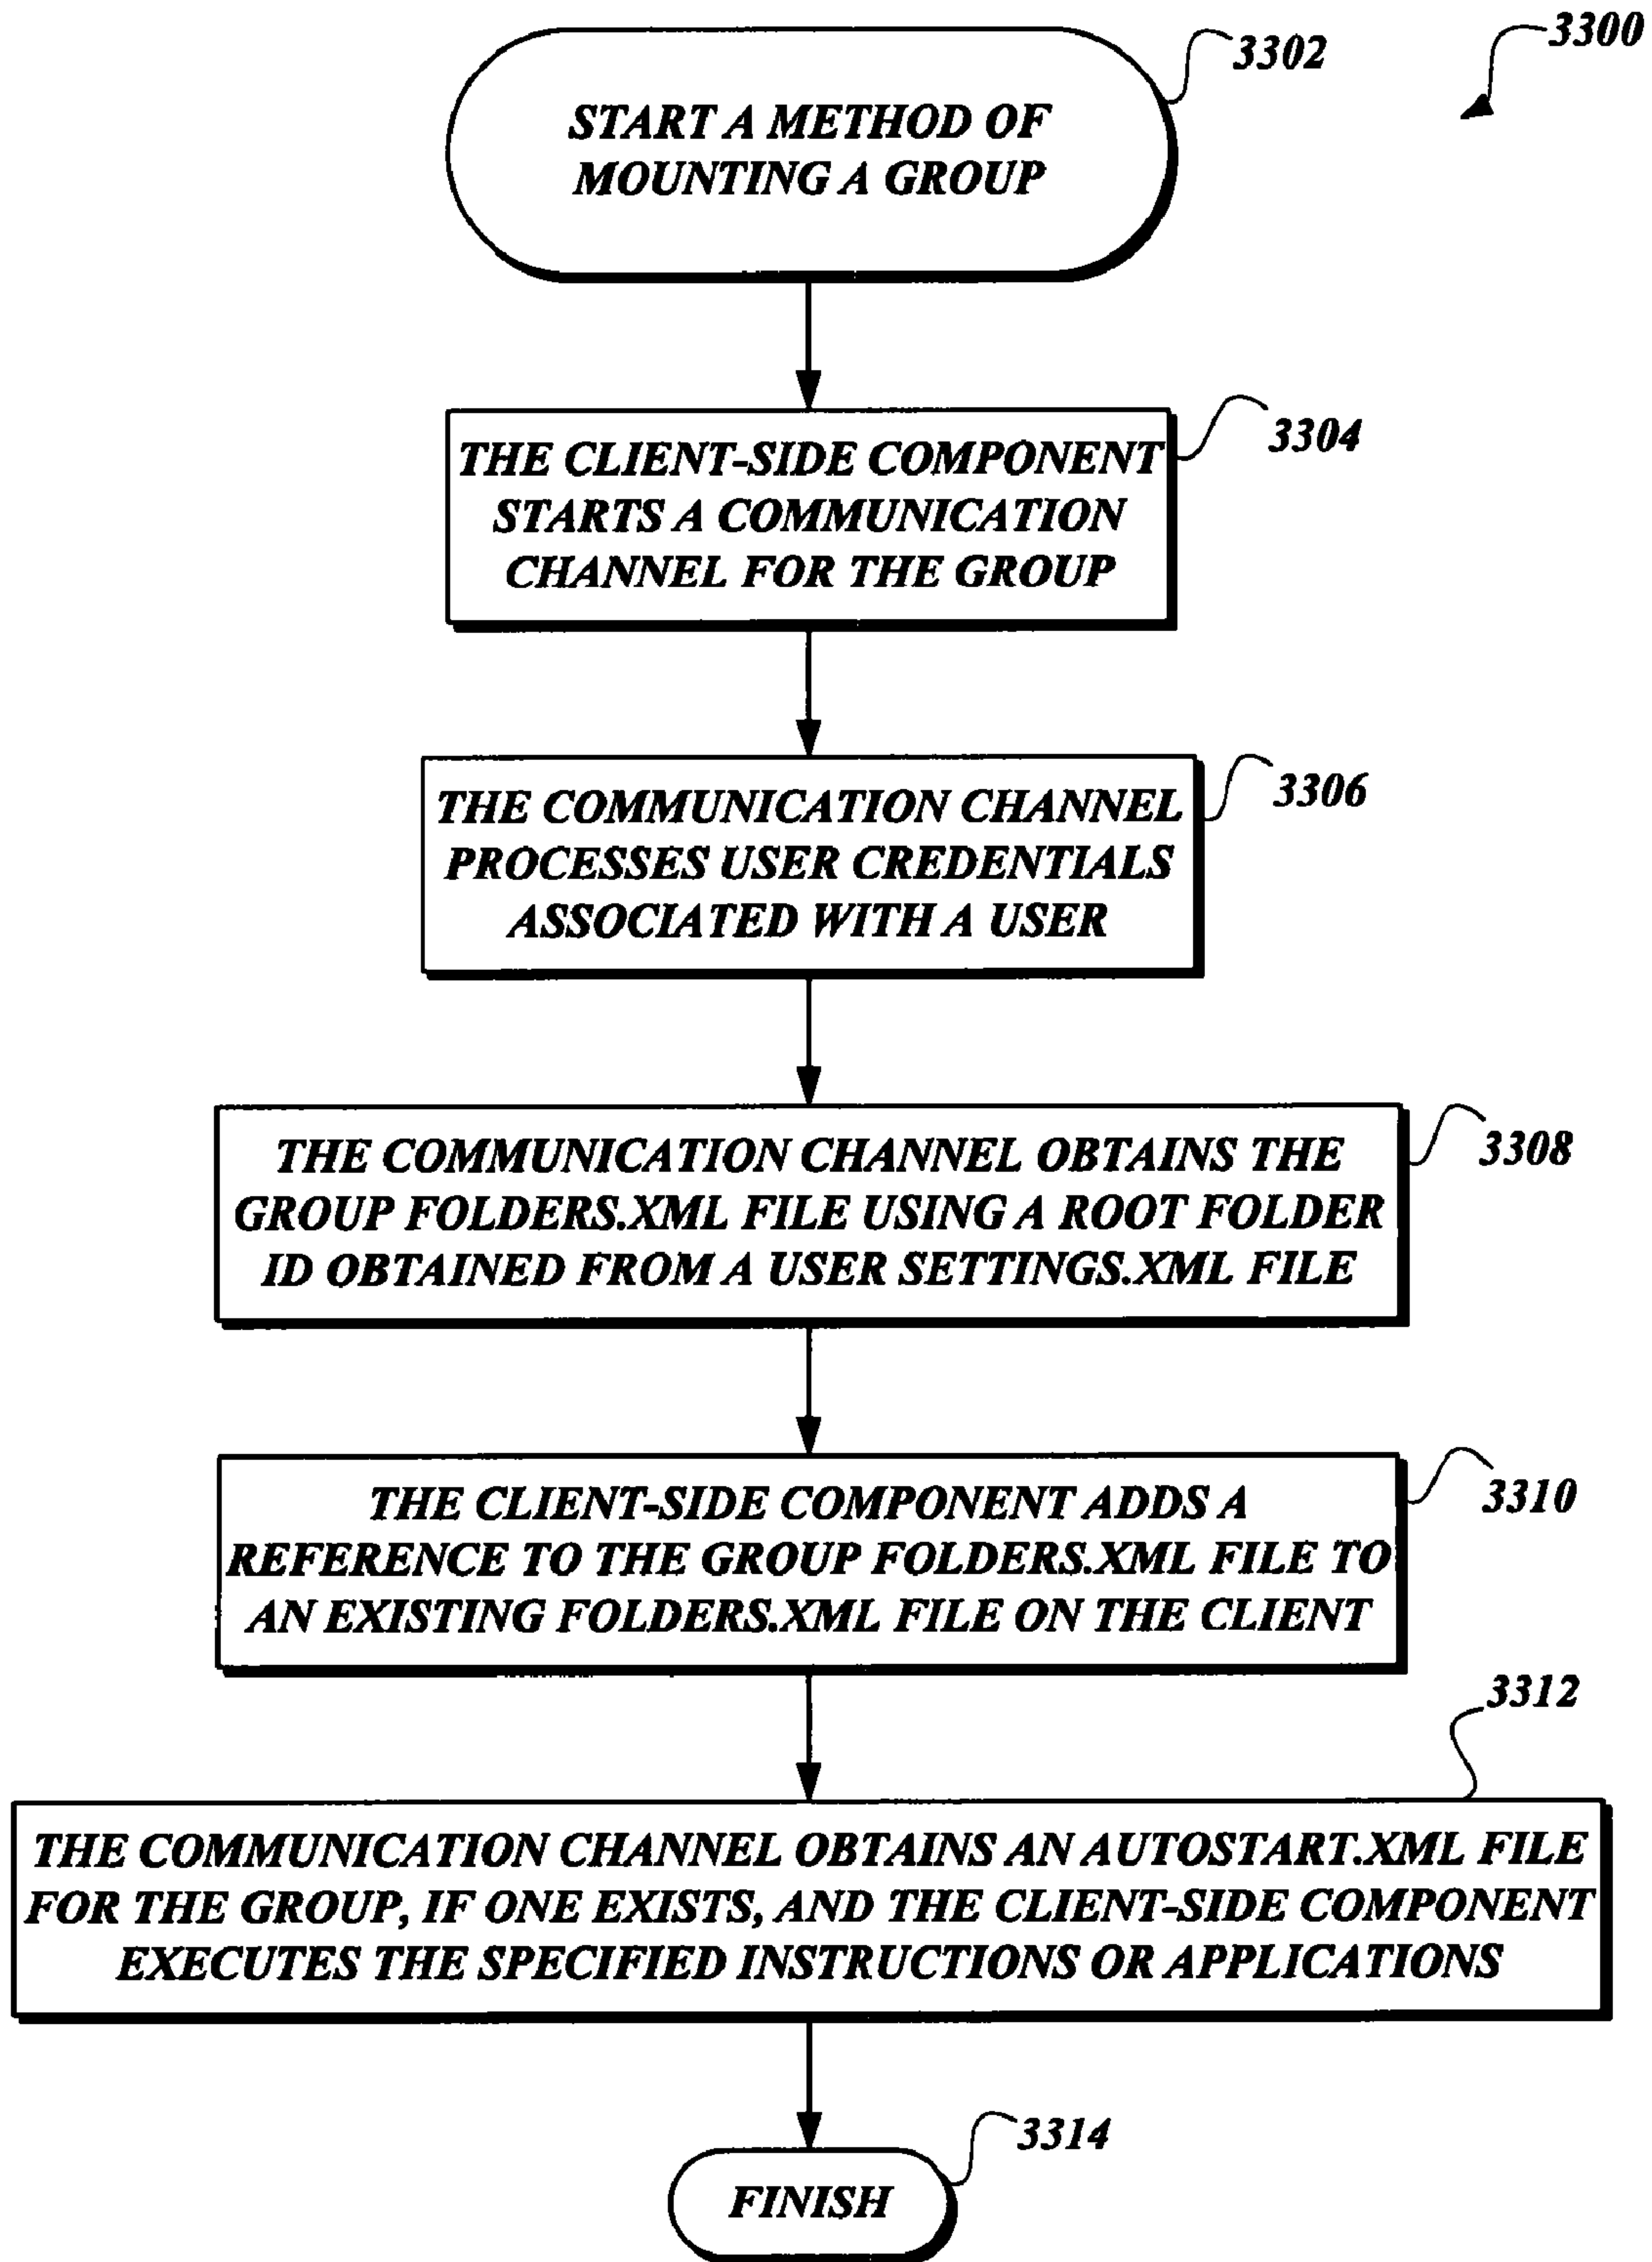 3300
3302
START A METHOD OF
MOUNTING A GROUP
3304
THE CLIENT-SIDE COMPONENT
STARTS A COMMUNICATION
CHANNEL FOR THE GROUP
3306
THE COMMUNICATION CHANNEL
PROCESSES USER CREDENTIALS
ASSOCIATED WITH A USER
3308
THE COMMUNICATION CHANNEL OBTAINS THE
GROUP FOLDERS.XML FILE USING A ROOT FOLDER
ID OBTAINED FROM A USER SETTINGS.XML FILE
3310
THE CLIENT-SIDE COMPONENT ADDS A
REFERENCE TO THE GROUP FOLDERS.XML FILE TO
AN EXISTING FOLDERS.XML FILE ON THE CLIENT
3312
THE COMMUNICATION CHANNEL OBTAINS AN AUTOSTART.XML FILE
FOR THE GROUP, IF ONE EXISTS, AND THE CLIENT-SIDE COMPONENT
EXECUTES THE SPECIFIED INSTRUCTIONS OR APPLICATIONS
3314
FINISH